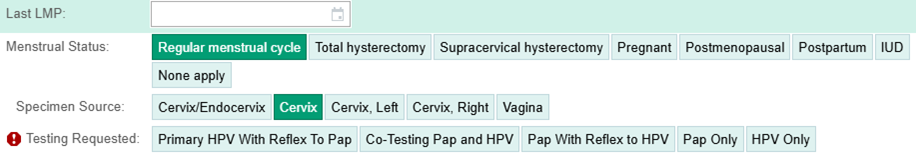 Last LMP:
Menstrual Status: Regular menstrual cycle Total hysterectomy Supracervical hysterectomy Pregnant Postmenopausal Postpartum IUD
None apply
Specimen Source: Cervix/Endocervix Cervix Cervix, Left Cervix, Right Vagina
Testing Requested: Primary HPV With Reflex To Pap Co-Testing Pap and HPV Pap With Reflex to HPV Pap Only HPV Only